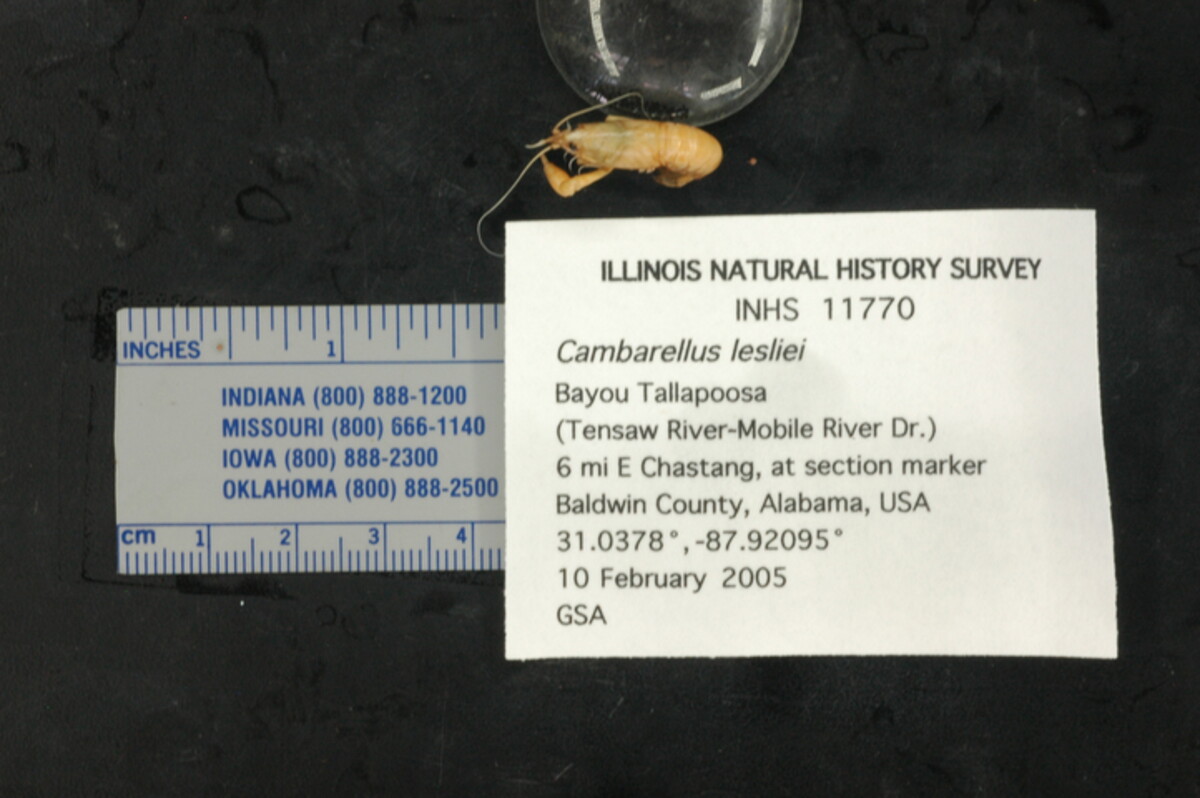 ILLINOIS NATURAL HISTORY SURVEY
INHS 11770
Cambarellus lesliei
Bayou Tallapoosa
(Tensaw River-Mobile River Dr.)
6 mi E Chastang, at section marker
Baldwin County, Alabama, USA
31.0378°,-87.92095°
10 February 2005
GSA
INCHES 1
INDIANA (800) 888-1200
MISSOURI (800) 666-1140
IOWA (800) 888-2300
OKLAHOMA (800) 888-2500
cm 1 2 3 4